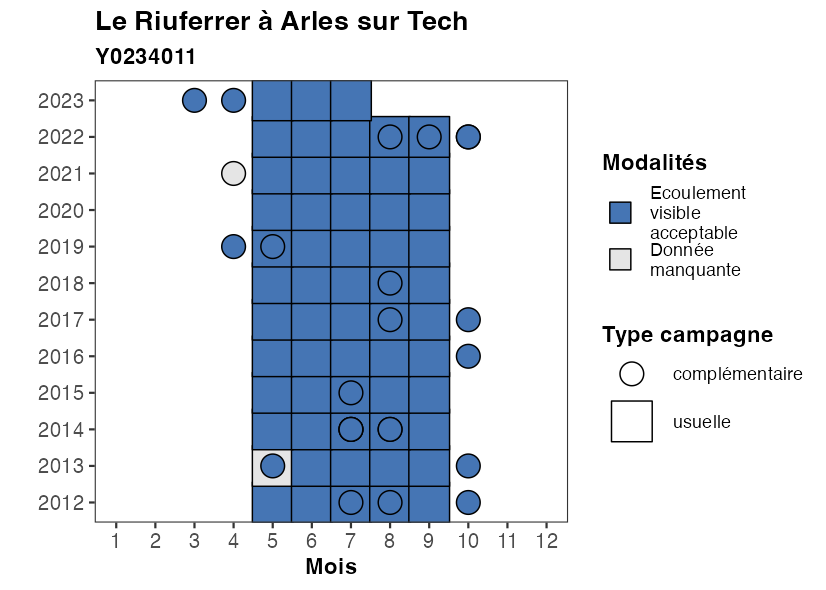 Le Riuferrer à Arles sur Tech
Y0234011
2023
2022
2021
2020
2019
2018
2017
2016
2015
2014
2013
2012
1 2 3 4 5 6 7 8 9 10 11 12
Mois
Modalités
Ecoulement
visible
acceptable
Donnée
manquante
Type campagne
complémentaire
usuelle